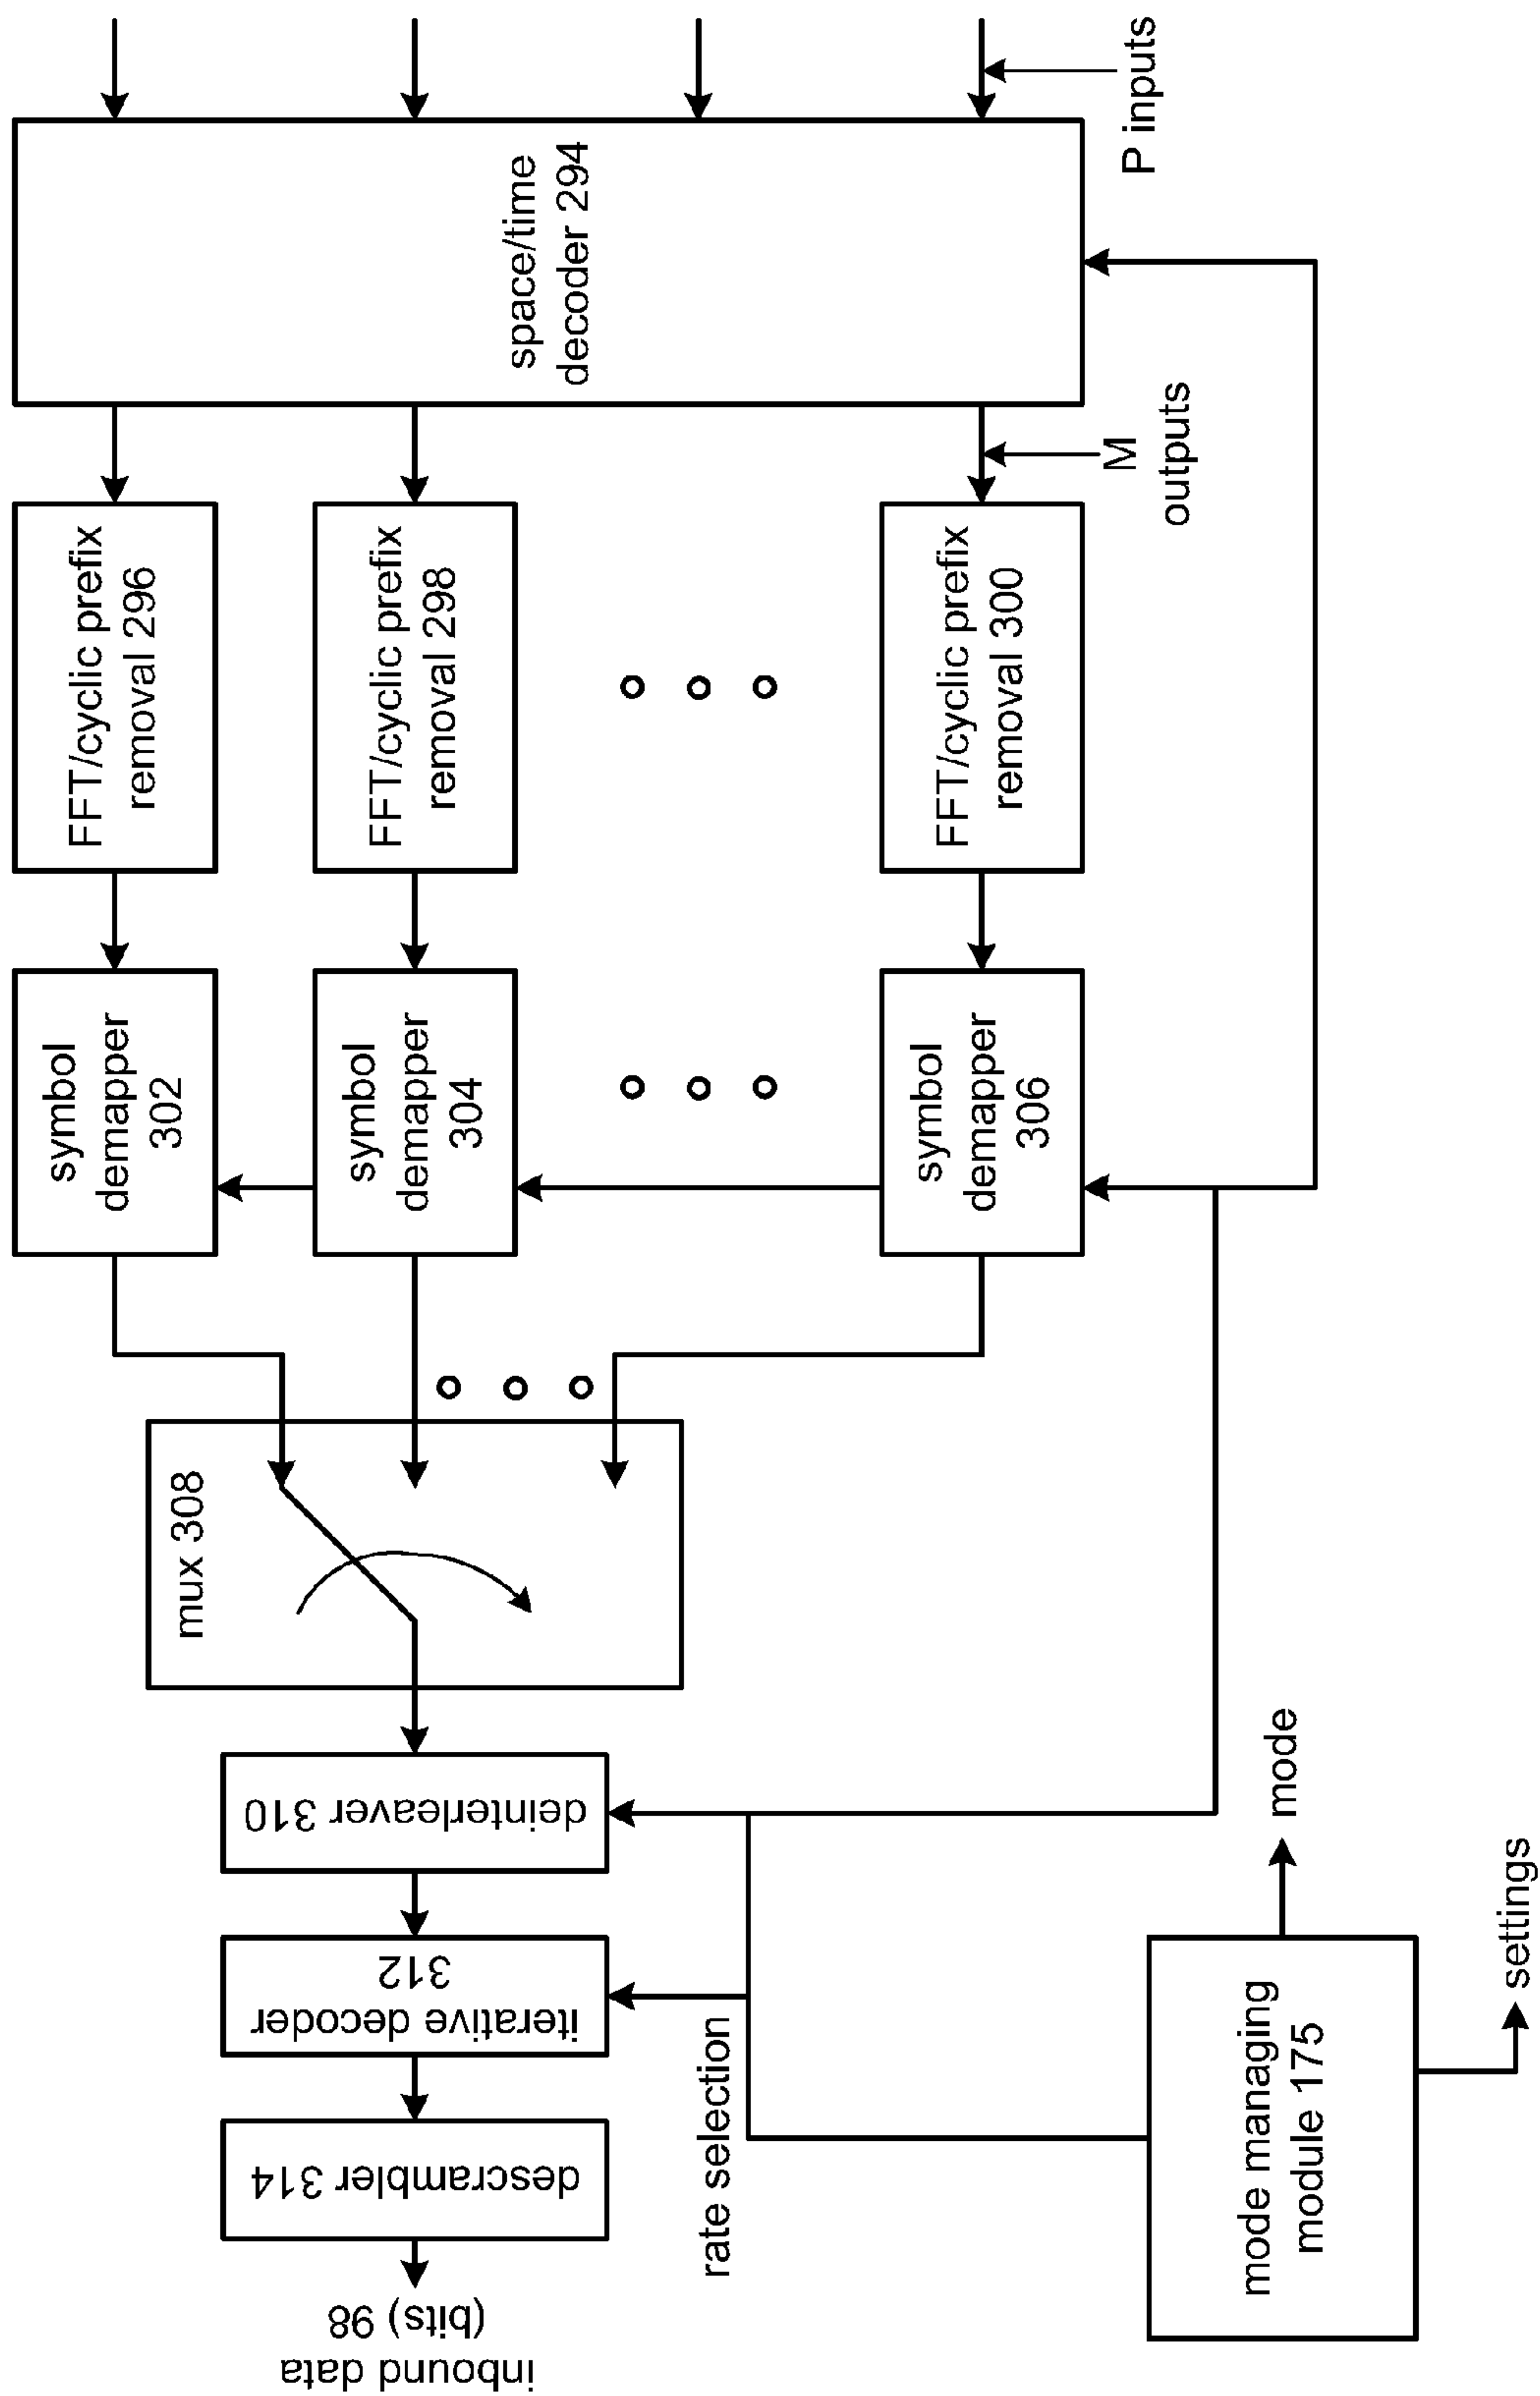 inbound data
(bits) 98
descrambler 314
iterative decoder
312
deinterleaver 310
mux 308
symbol
demapper
302
symbol
demapper
304
symbol
demapper
306
FFT/cyclic prefix
removal 296
FFT/cyclic prefix
removal 298
FFT/cyclic prefix
removal 300
space/time
decoder 294
M
outputs
P inputs
rate selection
mode managing
module 175
mode
settings